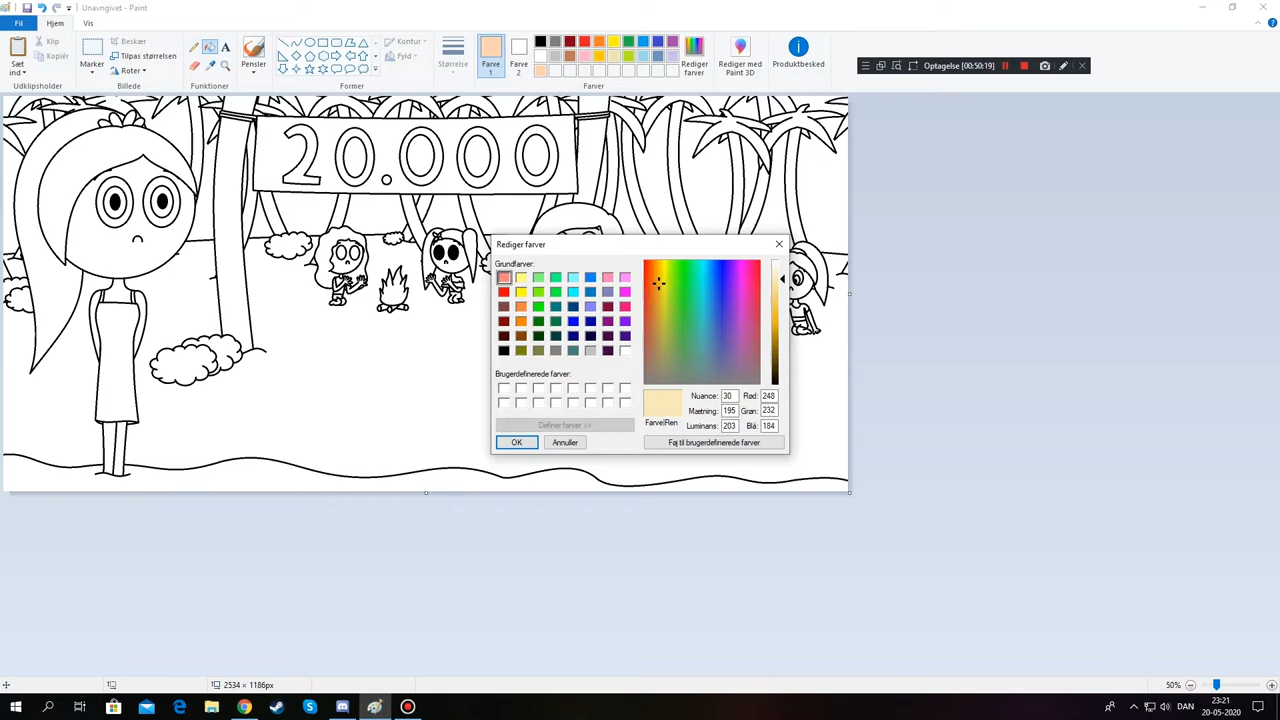 Unavngivet - Paint
Fil Hjem Vis
Sæt ind
Klip
Kopiér
Udklipsholder
Marker
Beskær
Tilpas størrelsen
Roter
Billede
A
Funktioner
Pensler
Former
Kontur
Fyld
Størrelse
Farve 1
Farve 2
Rediger farver
Farver
Rediger med Paint 3D
Produktbesked
Optagelse [00:50:19]
20.000
Rediger farver
Grundfarver:
Brugerdefinerede farver:
Definer farver >>
OK
Annuller
Farve|Ren
Nuance: 30 Rød: 248
Mætning: 195 Grøn: 232
Luminans: 203 Blå: 184
Føj til brugerdefinerede farver
2534 × 1186px
50%
DAN
23:21
20-05-2020